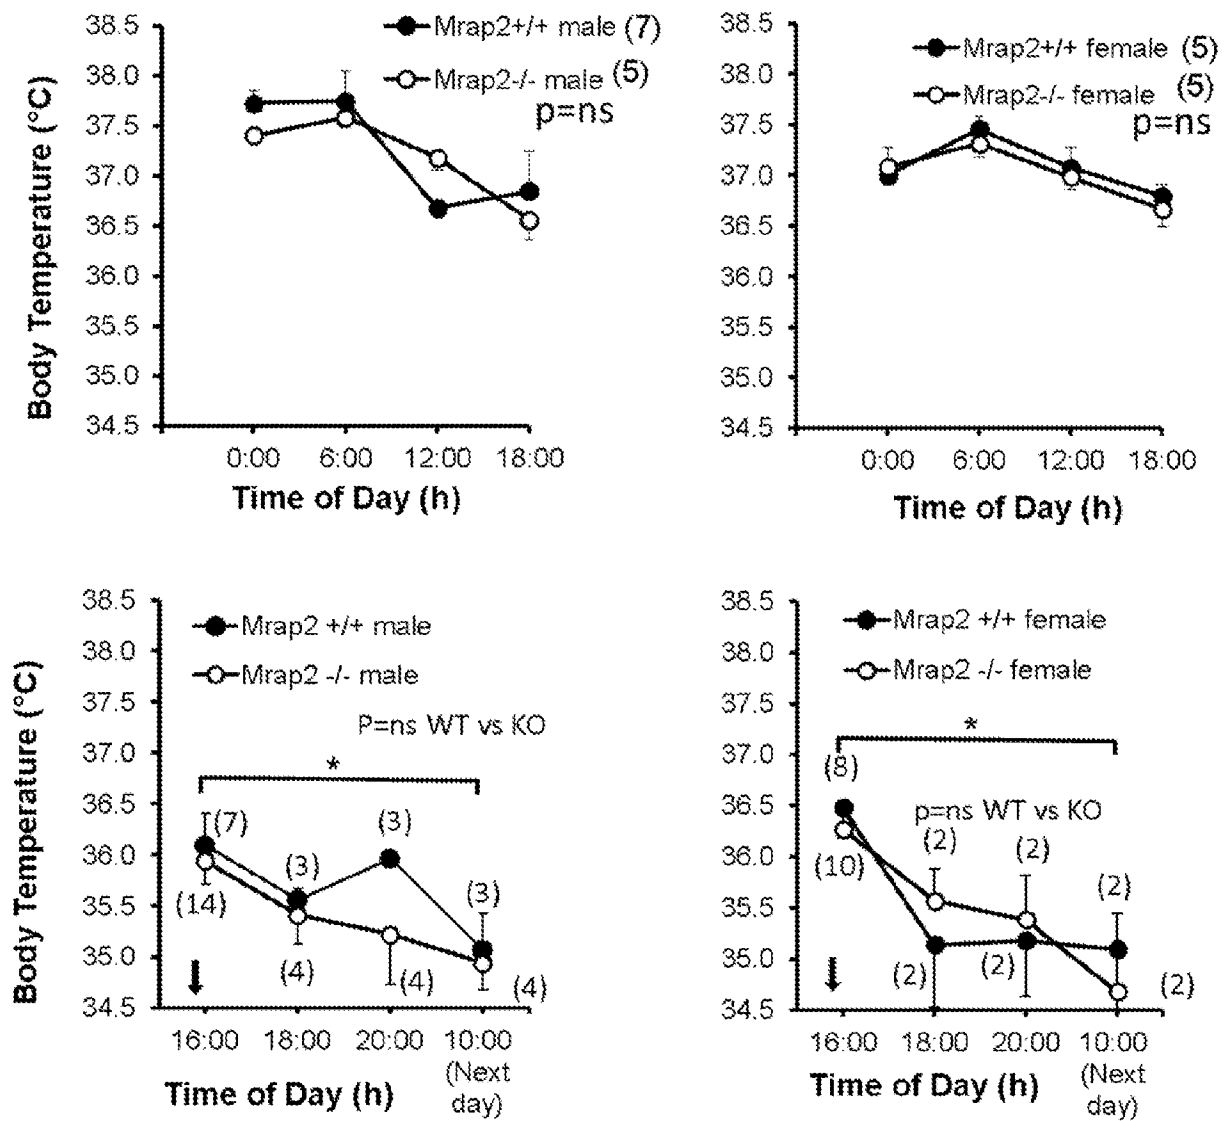 38.5
38.0
37.5
37.0
36.5
36.0
35.5
35.0
34.5
Body Temperature (°C)
Mrap2+/+ male (7)
Mrap2-/- male (5)
p=ns
0:00 6:00 12:00 18:00
Time of Day (h)
38.5
38.0
37.5
37.0
36.5
36.0
35.5
35.0
34.5
Mrap2+/+ female (5)
Mrap2-/- female (5)
p=ns
0:00 6:00 12:00 18:00
Time of Day (h)
38.5
38.0
37.5
37.0
36.5
36.0
35.5
35.0
34.5
Body Temperature (°C)
Mrap2 +/+ male
Mrap2 -/- male
P=ns WT vs KO
*
(7) (3) (3) (3)
(14) (4) (4) (4)
16:00 18:00 20:00 10:00
(Next
day)
Time of Day (h)
38.5
38.0
37.5
37.0
36.5
36.0
35.5
35.0
34.5
Mrap2 +/+ female
Mrap2 -/- female
*
(8)
p=ns WT vs KO
(10) (2) (2) (2)
(2) (2) (2)
16:00 18:00 20:00 10:00
(Next
day)
Time of Day (h)